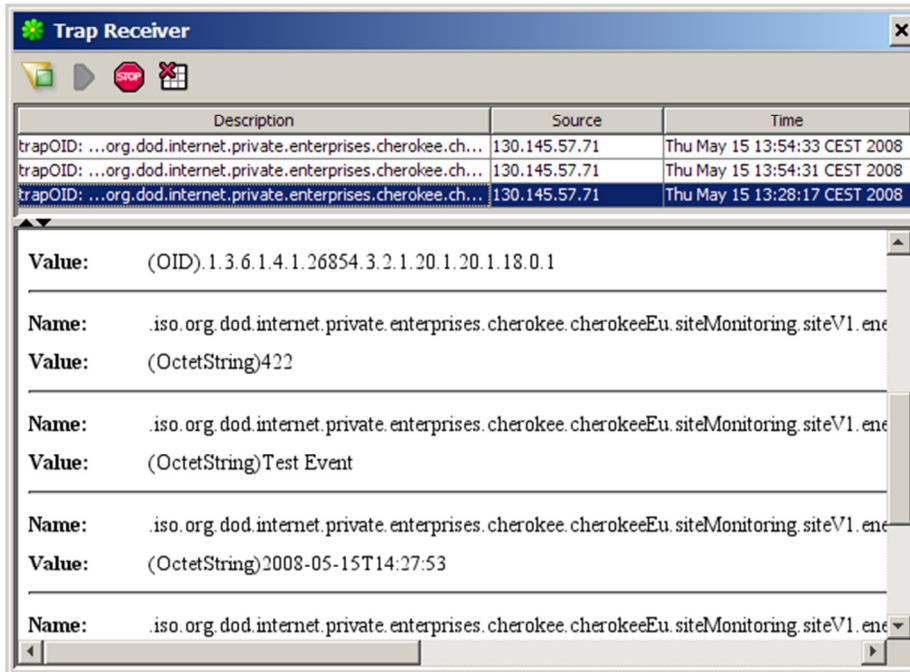 Trap Receiver
STOP
Description Source Time
trapOID: ...org.dod.internet.private.enterprises.cherokee.ch... 130.145.57.71 Thu May 15 13:54:33 CEST 2008
trapOID: ...org.dod.internet.private.enterprises.cherokee.ch... 130.145.57.71 Thu May 15 13:54:31 CEST 2008
trapOID: ...org.dod.internet.private.enterprises.cherokee.ch... 130.145.57.71 Thu May 15 13:28:17 CEST 2008
Value: (OID).1.3.6.1.4.1.26854.3.2.1.20.1.20.1.18.0.1
Name: .iso.org.dod.internet.private.enterprises.cherokee.cherokeeEu.siteMonitoring.siteV1.ene
Value: (OctetString)422
Name: .iso.org.dod.internet.private.enterprises.cherokee.cherokeeEu.siteMonitoring.siteV1.ene
Value: (OctetString)Test Event
Name: .iso.org.dod.internet.private.enterprises.cherokee.cherokeeEu.siteMonitoring.siteV1.ene
Value: (OctetString)2008-05-15T14:27:53
Name: .iso.org.dod.internet.private.enterprises.cherokee.cherokeeEu.siteMonitoring.siteV1.ene